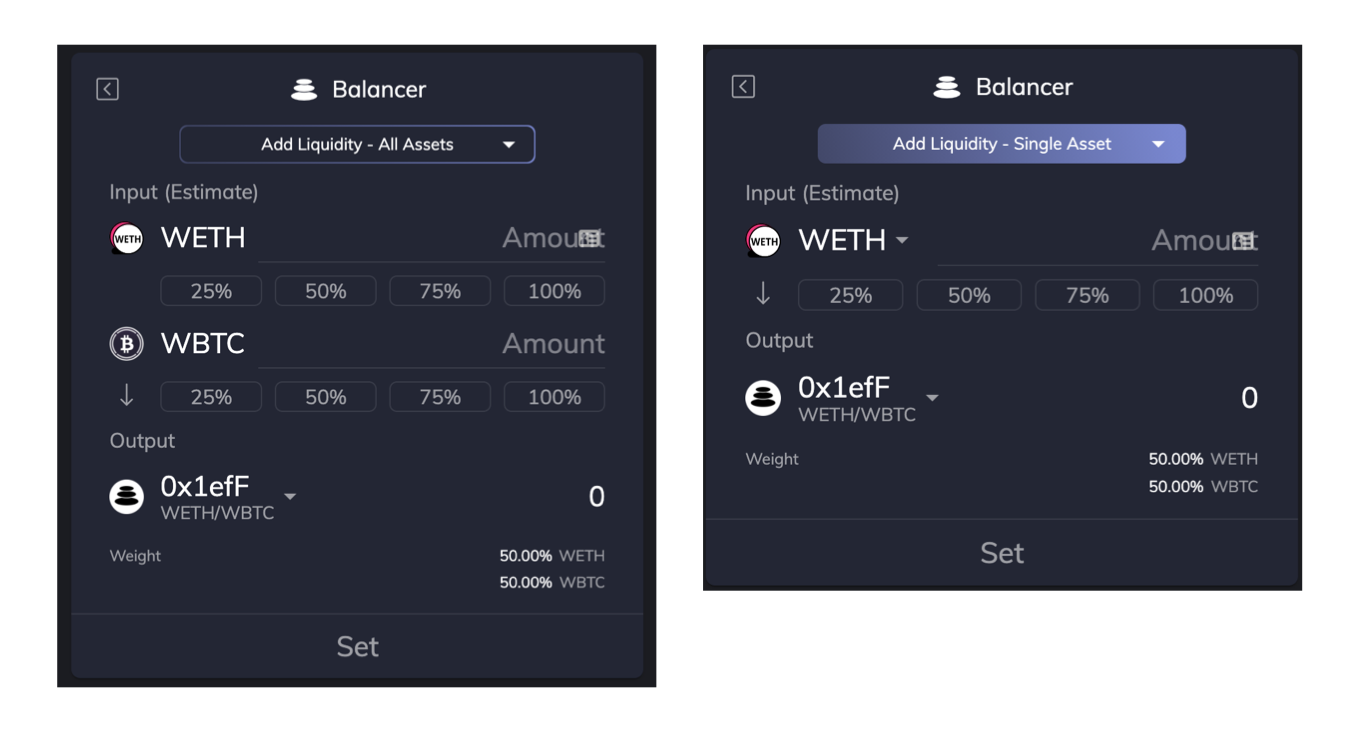 Balancer
Add Liquidity - All Assets
Input (Estimate)
WETH
WETH
Amount
25%
50%
75%
100%
WBTC
Amount
25%
50%
75%
100%
Output
0x1efF
WETH/WBTC
0
Weight
50.00% WETH
50.00% WBTC
Set
Balancer
Add Liquidity - Single Asset
Input (Estimate)
WETH
WETH
Amount
25%
50%
75%
100%
Output
0x1efF
WETH/WBTC
0
Weight
50.00% WETH
50.00% WBTC
Set